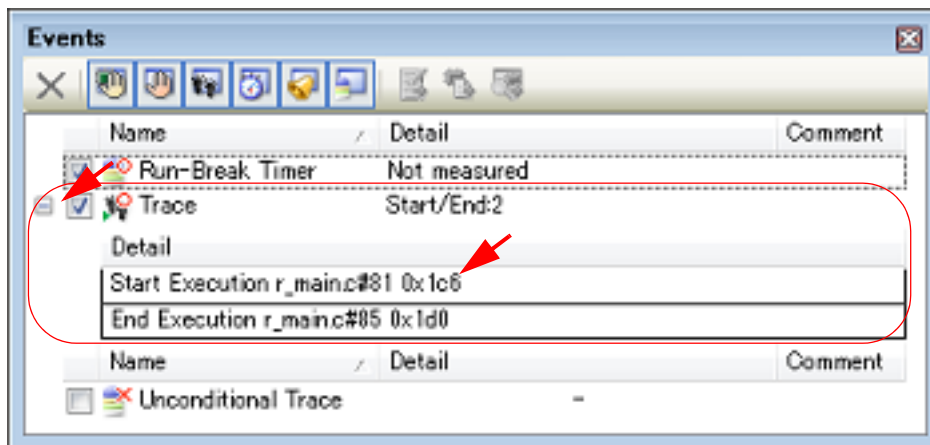 Events
Name Detail Comment
Run-Break Timer Not measured
Trace Start/End:2
Detail
Start Execution r_main.c#81 0x1c6
End Execution r_main.c#85 0x1d0
Name Detail Comment
Unconditional Trace -